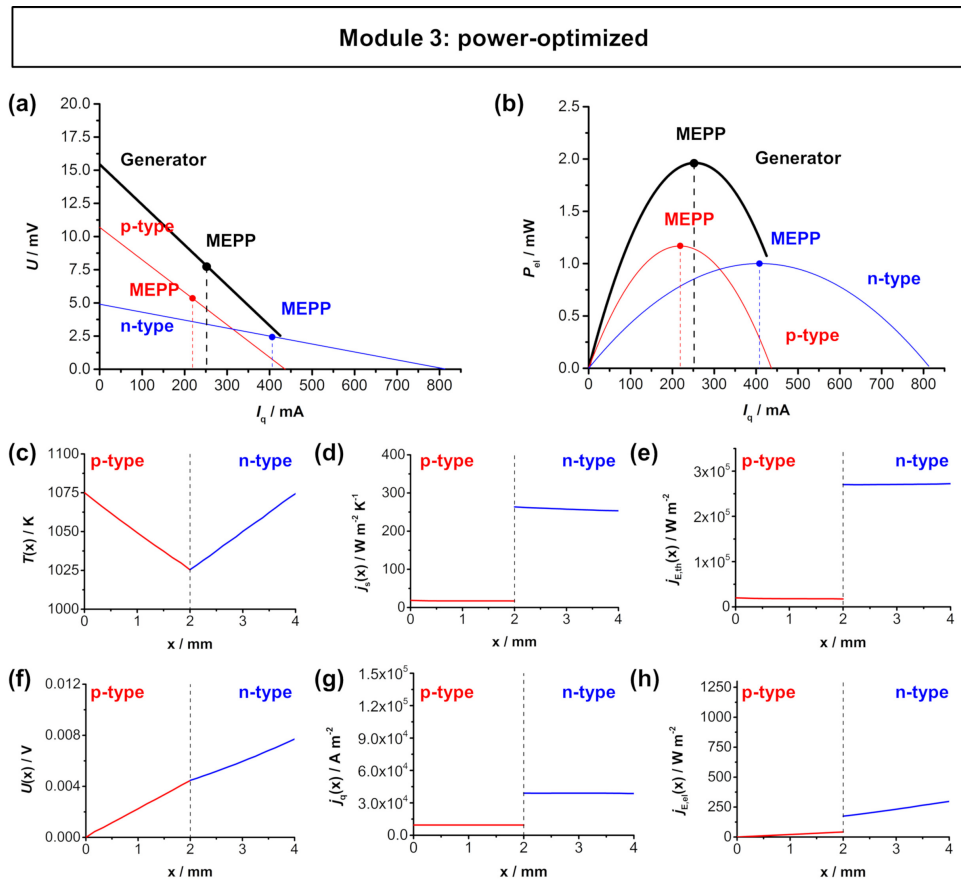 Module 3: power-optimized
(a)
20.0
17.5
15.0
12.5
10.0
7.5
5.0
2.5
0.0
U / mV
Generator
p-type
MEPP
MEPP
MEPP
n-type
0 100 200 300 400 500 600 700 800
Iq / mA
(b)
2.5
2.0
1.5
1.0
0.5
0.0
Pel / mW
MEPP
Generator
MEPP
MEPP
n-type
p-type
0 100 200 300 400 500 600 700 800
Iq / mA
(c)
1100
1075
1050
1025
1000
T(x) / K
p-type n-type
0 1 2 3 4
x / mm
(d)
400
300
200
100
0
js(x) / W m-2 K-1
p-type n-type
0 1 2 3 4
x / mm
(e)
3x10^5
2x10^5
1x10^5
0
jE,th(x) / W m-2
p-type n-type
0 1 2 3 4
x / mm
(f)
0.012
0.008
0.004
0.000
U(x) / V
p-type n-type
0 1 2 3 4
x / mm
(g)
1.5x10^5
1.2x10^5
9.0x10^4
6.0x10^4
3.0x10^4
0.0
jq(x) / A m-2
p-type n-type
0 1 2 3 4
x / mm
(h)
1250
1000
750
500
250
0
jE,el(x) / W m-2
p-type n-type
0 1 2 3 4
x / mm